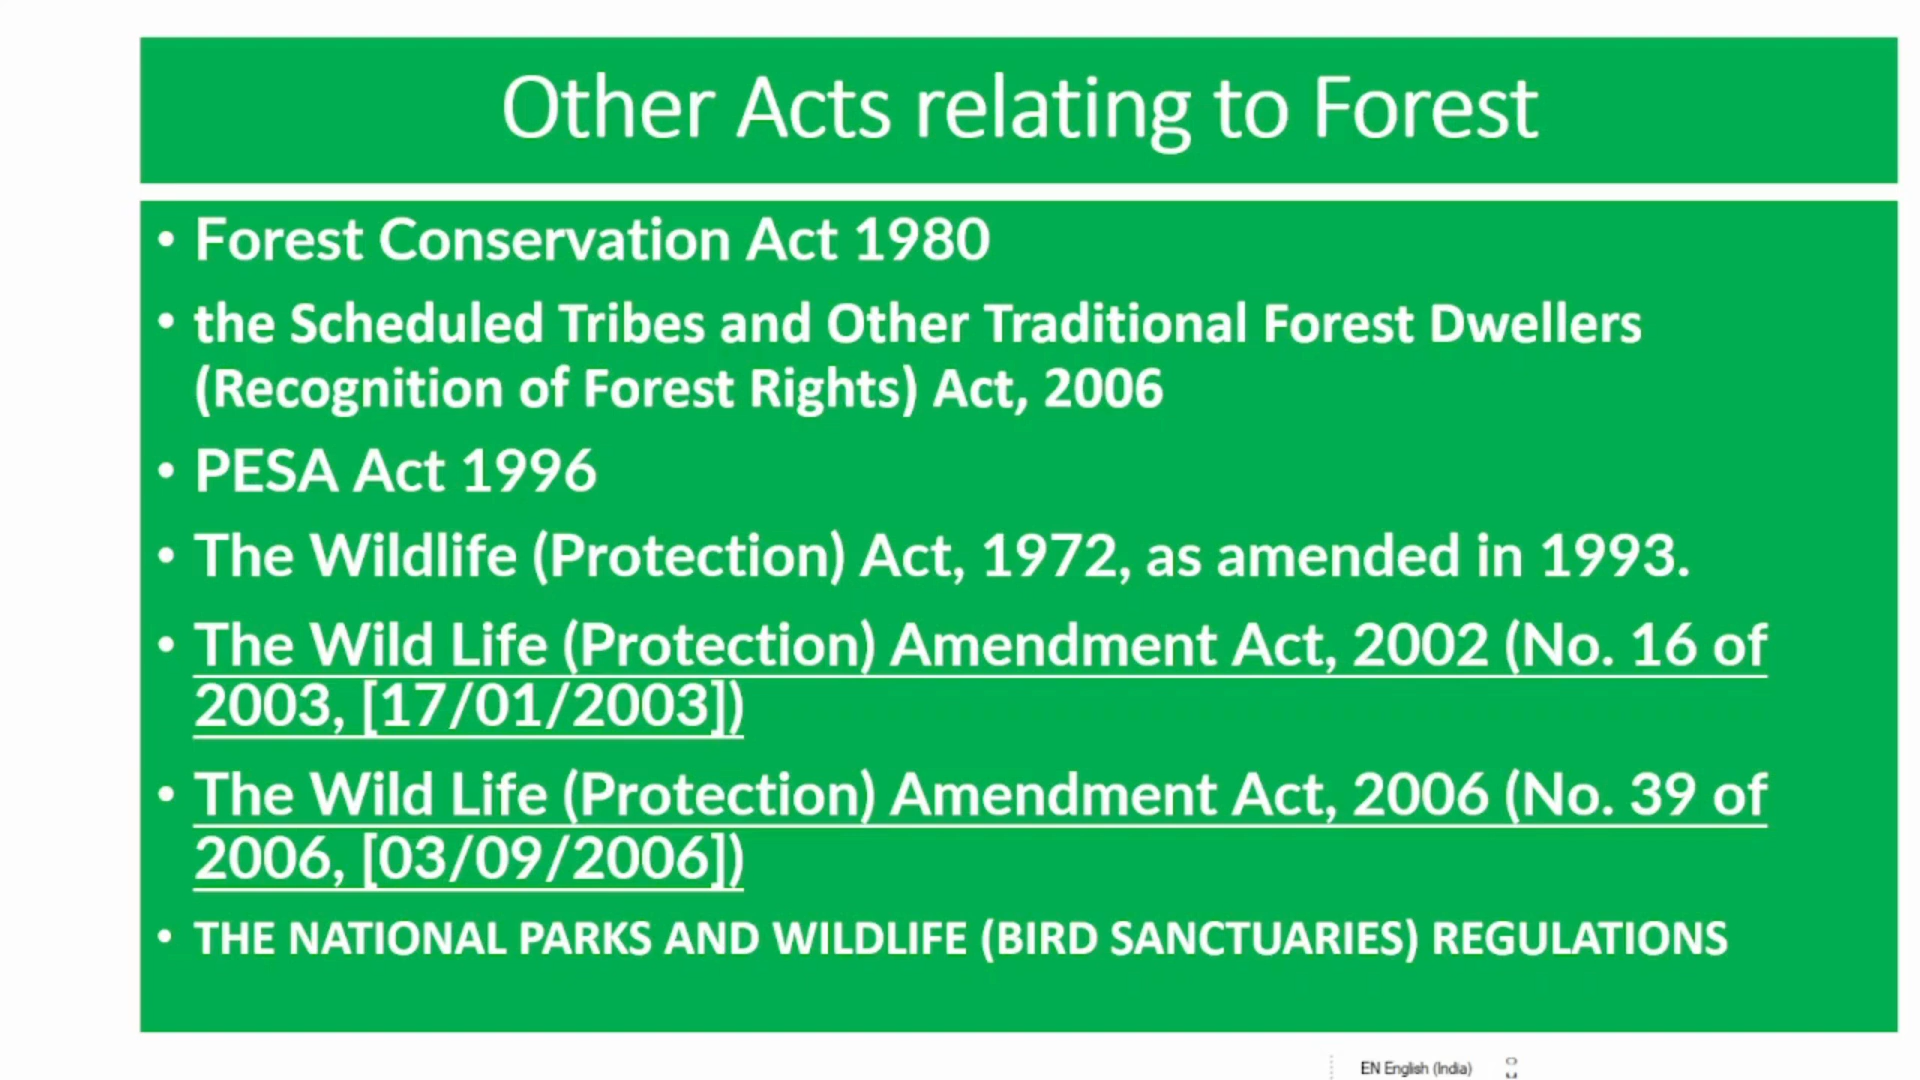 Other Acts relating to Forest
• Forest Conservation Act 1980
• the Scheduled Tribes and Other Traditional Forest Dwellers
(Recognition of Forest Rights) Act, 2006
• PESA Act 1996
• The Wildlife (Protection) Act, 1972, as amended in 1993.
• The Wild Life (Protection) Amendment Act, 2002 (No. 16 of
2003, [17/01/2003])
• The Wild Life (Protection) Amendment Act, 2006 (No. 39 of
2006, [03/09/2006])
• THE NATIONAL PARKS AND WILDLIFE (BIRD SANCTUARIES) REGULATIONS
EN English (India)